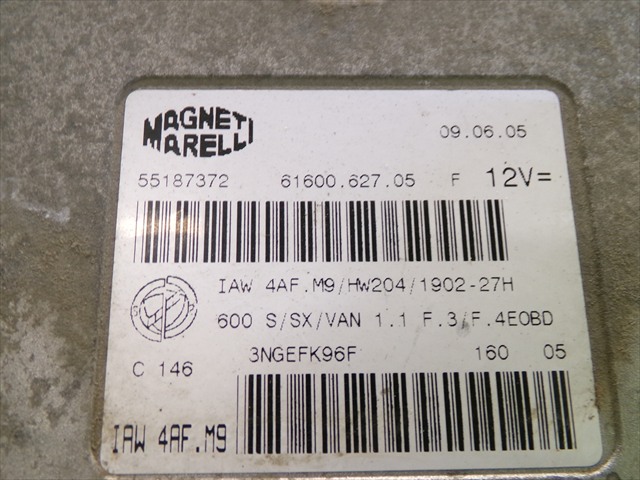 MAGNETI
MARELLI
09.06.05
55187372 61600.627.05 F 12V=
IAW 4AF.M9/HW204/1902-27H
600 S/SX/VAN 1.1 F.3/F.4EOBD
3NGEFK96F 160 05
C 146
IAW 4AF.M9